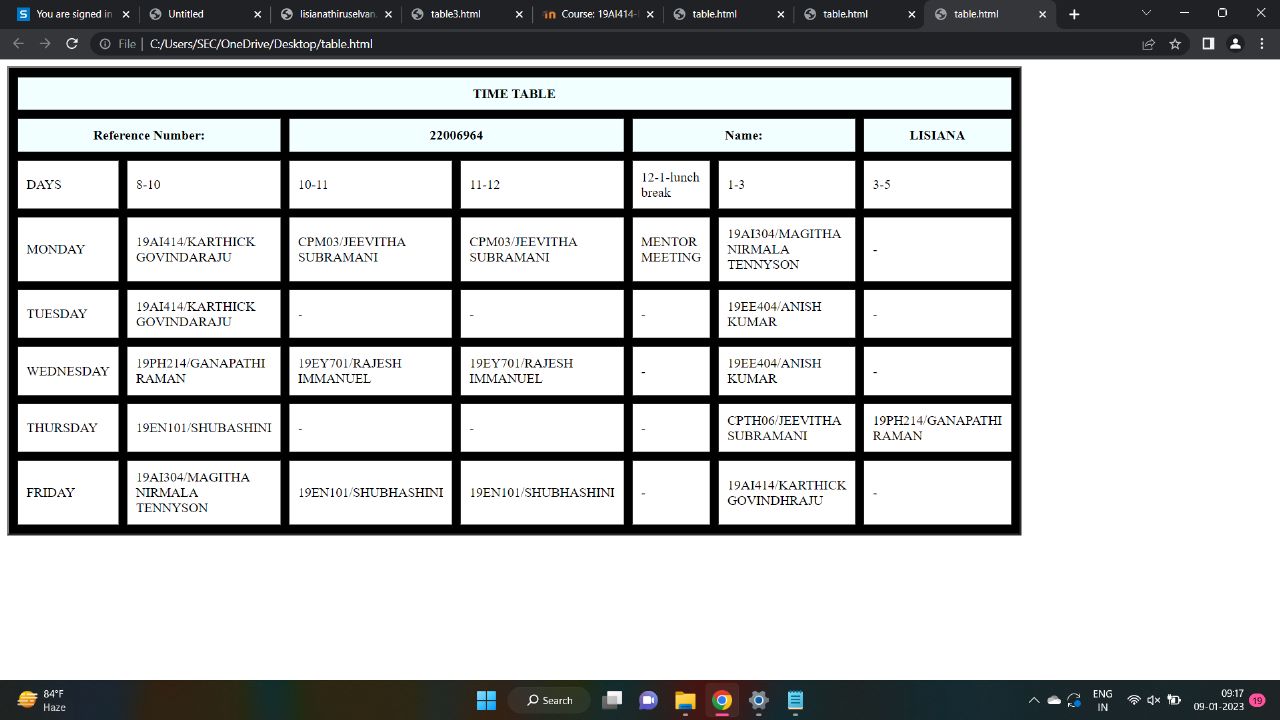 You are signed in
Untitled
lisianathiruselvan.
table3.html
Course: 19AI414-
table.html
table.html
table.html
File
C:/Users/SEC/OneDrive/Desktop/table.html
TIME TABLE
Reference Number:
22006964
Name:
LISIANA
DAYS
8-10
10-11
11-12
12-1-lunch
break
1-3
3-5
MONDAY
19AI414/KARTHICK
GOVINDARAJU
CPM03/JEEVITHA
SUBRAMANI
CPM03/JEEVITHA
SUBRAMANI
MENTOR
MEETING
19AI304/MAGITHA
NIRMALA
TENNYSON
-
TUESDAY
19AI414/KARTHICK
GOVINDARAJU
-
-
-
19EE404/ANISH
KUMAR
-
WEDNESDAY
19PH214/GANAPATHI
RAMAN
19EY701/RAJESH
IMMANUEL
19EY701/RAJESH
IMMANUEL
-
19EE404/ANISH
KUMAR
-
THURSDAY
19EN101/SHUBASHINI
-
-
-
CPTH06/JEEVITHA
SUBRAMANI
19PH214/GANAPATHI
RAMAN
FRIDAY
19AI304/MAGITHA
NIRMALA
TENNYSON
19EN101/SHUBHASHINI
19EN101/SHUBHASHINI
-
19AI414/KARTHICK
GOVINDHRAJU
-
84°F
Haze
Search
ENG
IN
09:17
09-01-2023
19